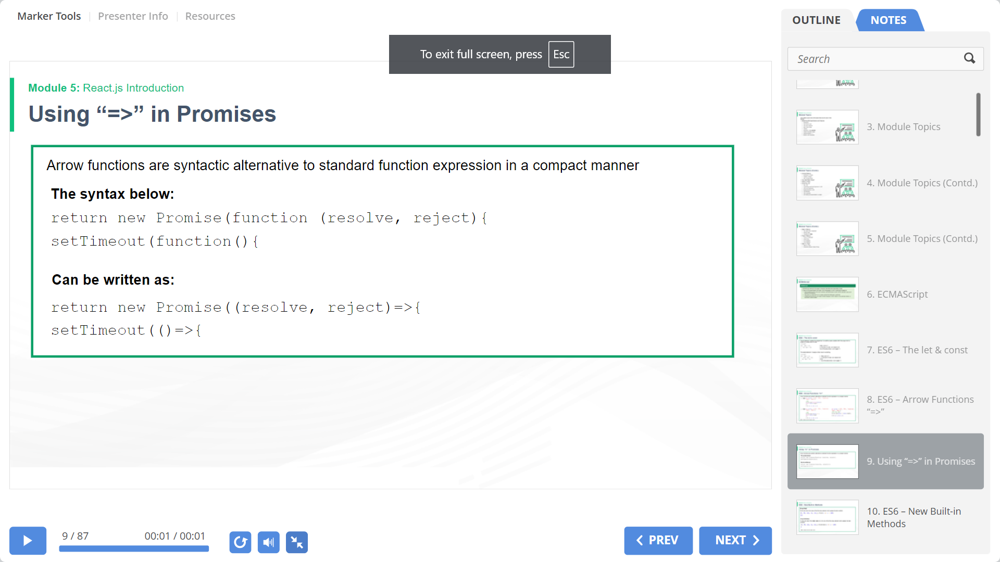 Marker Tools
Presenter Info
Resources
To exit full screen, press Esc
Module 5: React.js Introduction
Using “=>” in Promises
Arrow functions are syntactic alternative to standard function expression in a compact manner
The syntax below:
return new Promise(function (resolve, reject){
setTimeout(function(){
Can be written as:
return new Promise((resolve, reject)=>{
setTimeout(()=>{
9 / 87
00:01 / 00:01
PREV
NEXT
OUTLINE
NOTES
Search
3. Module Topics
4. Module Topics (Contd.)
5. Module Topics (Contd.)
6. ECMAScript
7. ES6 – The let & const
8. ES6 – Arrow Functions
“=>”
9. Using “=>” in Promises
10. ES6 – New Built-in
Methods